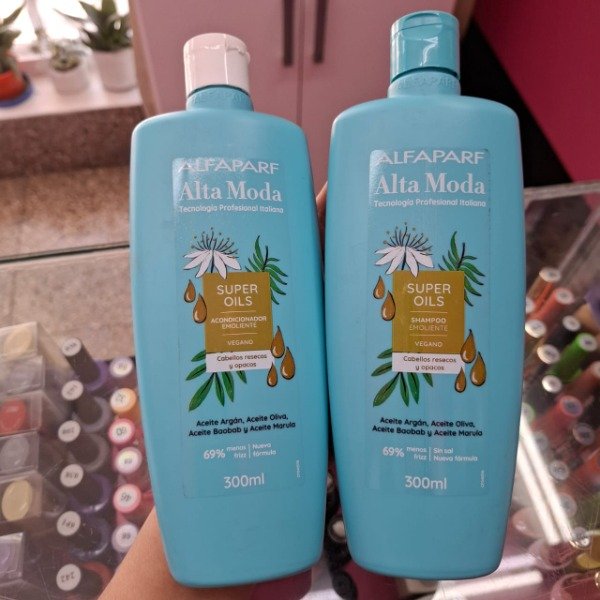 ALFAPARF
Alta Moda
Tecnología Profesional Italiana
SUPER
OILS
ACONDICIONADOR
EMOLIENTE
VEGANO
Cabellos resecos
y opacos
Aceite Argán, Aceite Oliva,
Aceite Baobab y Aceite Marula
69% menos frizz | Nueva fórmula
300ml
ALFAPARF
Alta Moda
Tecnología Profesional Italiana
SUPER
OILS
SHAMPOO
EMOLIENTE
VEGANO
Cabellos resecos
y opacos
Aceite Argán, Aceite Oliva,
Aceite Baobab y Aceite Marula
69% menos frizz | Sin sal Nueva fórmula
300ml